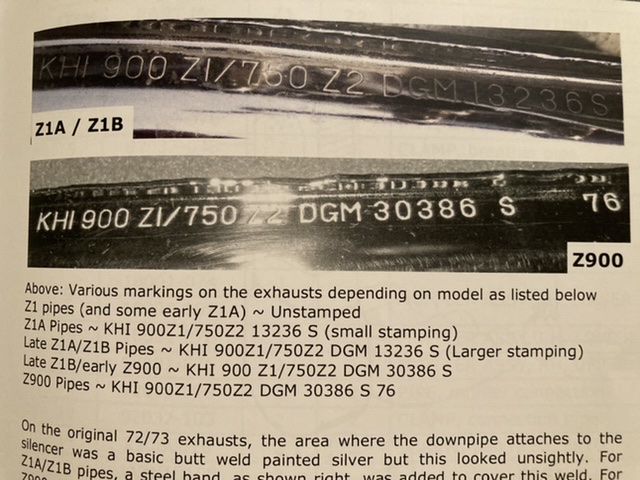 KHI 900 Z1/750 Z2 DGM 13236 S
Z1A / Z1B
KHI 900 Z1/750 Z2 DGM 30386 S 76
Z900
Above: Various markings on the exhausts depending on model as listed below
Z1 pipes (and some early Z1A) ~ Unstamped
Z1A Pipes ~ KHI 900Z1/750Z2 13236 S (small stamping)
Late Z1A/Z1B Pipes ~ KHI 900Z1/750Z2 DGM 13236 S (Larger stamping)
Late Z1B/early Z900 ~ KHI 900 Z1/750Z2 DGM 30386 S
Z900 Pipes ~ KHI 900Z1/750Z2 DGM 30386 S 76
On the original 72/73 exhausts, the area where the downpipe attaches to the
silencer was a basic butt weld painted silver but this looked unsightly. For
Z1A/Z1B pipes, a steel band, as shown right, was added to cover this weld. For